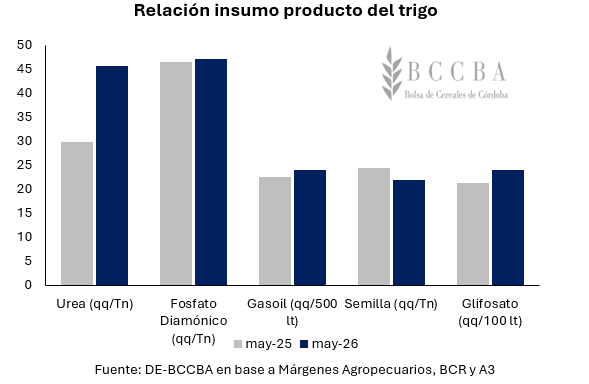 Relación insumo producto del trigo
50
45
40
35
30
25
20
15
10
5
0
BCCBA
Bolsa de Cereales de Córdoba
Urea (qq/Tn)
Fosfato
Diamónico
(qq/Tn)
Gasoil (qq/500
lt)
Semilla (qq/Tn)
Glifosato
(qq/100 lt)
may-25
may-26
Fuente: DE-BCCBA en base a Márgenes Agropecuarios, BCR y A3